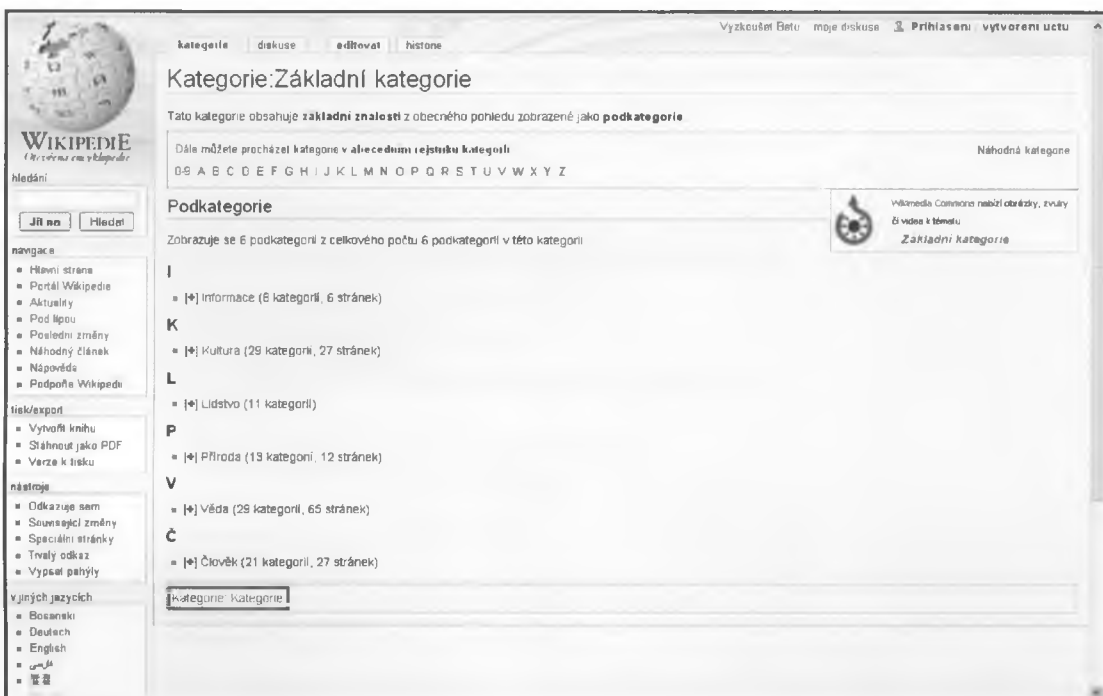 Vyzkoušet Betu moje diskuse Přihlášení / vytvoření účtu
kategorie diskuse editovat historie
Kategorie:Základní kategorie
Tato kategorie obsahuje základní znalosti z obecného pohledu zobrazené jako podkategorie.
Dále můžete procházet kategorie v abecedním rejstříku kategorií
Náhodná kategorie
0-9 A B C D E F G H I J K L M N O P Q R S T U V W X Y Z
Podkategorie
Wikimedia Commons nabízí obrázky, zvuky
či videa k tématu
Základní kategorie
Zobrazuje se 6 podkategorií z celkového počtu 6 podkategorií v této kategorii
I
[+] Informace (8 kategorií, 6 stránek)
K
[+] Kultura (29 kategorií, 27 stránek)
L
[+] Lidstvo (11 kategorií)
P
[+] Příroda (13 kategorií, 12 stránek)
V
[+] Věda (29 kategorií, 65 stránek)
Č
[+] Člověk (21 kategorií, 27 stránek)
Kategorie: Kategorie
WIKIPEDIE
Otevřená encyklopedie
hledání
Jít na Hledat
navigace
Hlavní strana
Portál Wikipedie
Aktuality
Pod lípou
Poslední změny
Náhodný článek
Nápověda
Podpořte Wikipedii
tisk/export
Vytvořit knihu
Stáhnout jako PDF
Verze k tisku
nástroje
Odkazuje sem
Související změny
Speciální stránky
Trvalý odkaz
Vypsat pahýly
v jiných jazycích
Bosanski
Deutsch
English
فارسی